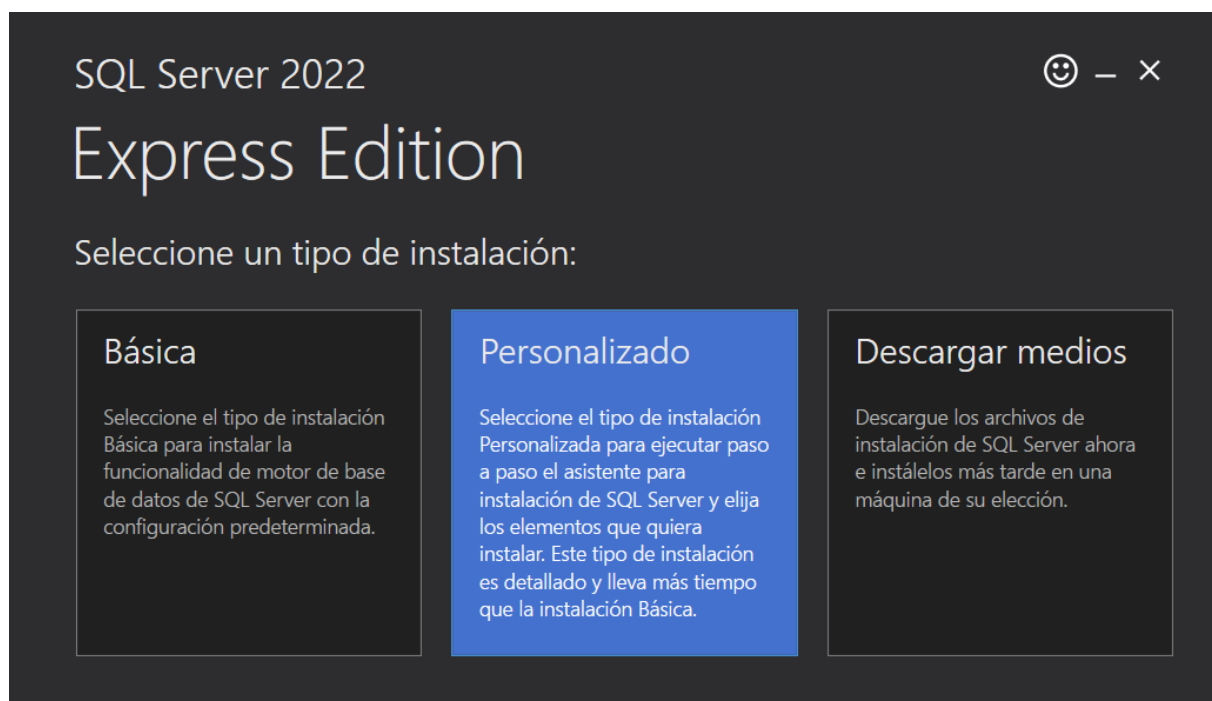 SQL Server 2022
Express Edition
Seleccione un tipo de instalación:
Básica
Seleccione el tipo de instalación
Básica para instalar la
funcionalidad de motor de base
de datos de SQL Server con la
configuración predeterminada.
Personalizado
Seleccione el tipo de instalación
Personalizada para ejecutar paso
a paso el asistente para
instalación de SQL Server y elija
los elementos que quiera
instalar. Este tipo de instalación
es detallado y lleva más tiempo
que la instalación Básica.
Descargar medios
Descargue los archivos de
instalación de SQL Server ahora
e instálelos más tarde en una
máquina de su elección.